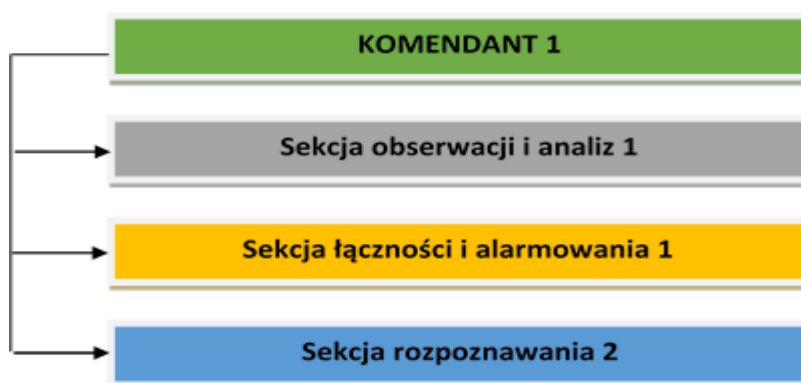 KOMENDANT 1
Sekcja obserwacji i analiz 1
Sekcja łączności i alarmowania 1
Sekcja rozpoznawania 2